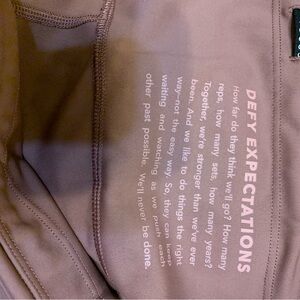 DEFY EXPECTATIONS
How far do they think we'll go? How many
reps, how many sets, how many years?
Together, we're stronger than we've ever
been. And we like to do things the right
way–not the easy way. So, they can keep
waiting and watching as we push each
other past possible. We'll never be done.